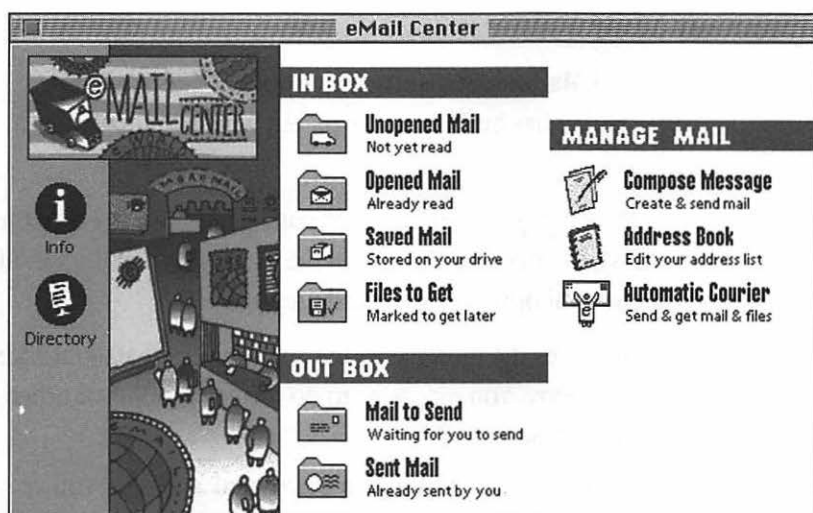 eMail Center
eMAIL
CENTER
Info
Directory
IN BOX
Unopened Mail
Not yet read
Opened Mail
Already read
Saved Mail
Stored on your drive
Files to Get
Marked to get later
OUT BOX
Mail to Send
Waiting for you to send
Sent Mail
Already sent by you
MANAGE MAIL
Compose Message
Create & send mail
Address Book
Edit your address list
Automatic Courier
Send & get mail & files